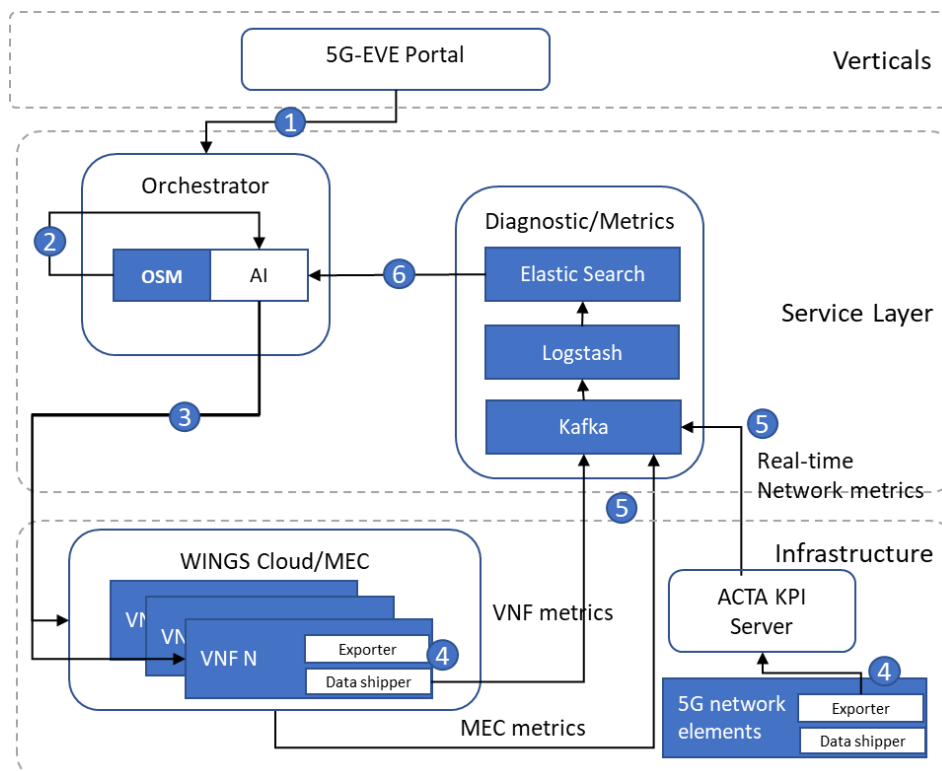 5G-EVE Portal
Verticals
1
Orchestrator
2
OSM
AI
6
Diagnostic/Metrics
Elastic Search
Logstash
Kafka
Service Layer
3
5
Real-time
Network metrics
5
Infrastructure
WINGS Cloud/MEC
VN
VN
VNF N
Exporter
Data shipper
4
VNF metrics
MEC metrics
ACTA KPI
Server
4
5G network
elements
Exporter
Data shipper